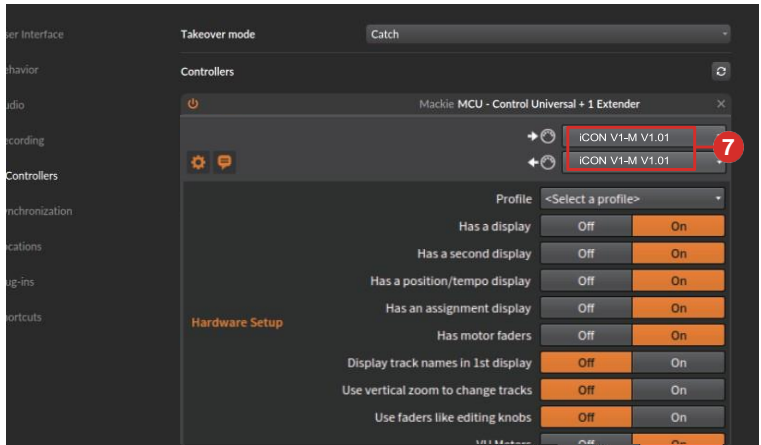 ser Interface
Takeover mode Catch
ehavior
Controllers
udio
Mackie MCU - Control Universal + 1 Extender
ecording
iCON V1-M V1.01
7
iCON V1-M V1.01
Controllers
Profile <Select a profile>
ynchronization
Has a display Off On
ocations
Has a second display Off On
ug-ins
Has a position/tempo display Off On
ortcuts
Has an assignment display Off On
Hardware Setup
Has motor faders Off On
Display track names in 1st display Off On
Use vertical zoom to change tracks Off On
Use faders like editing knobs Off On
VU Meters Off On